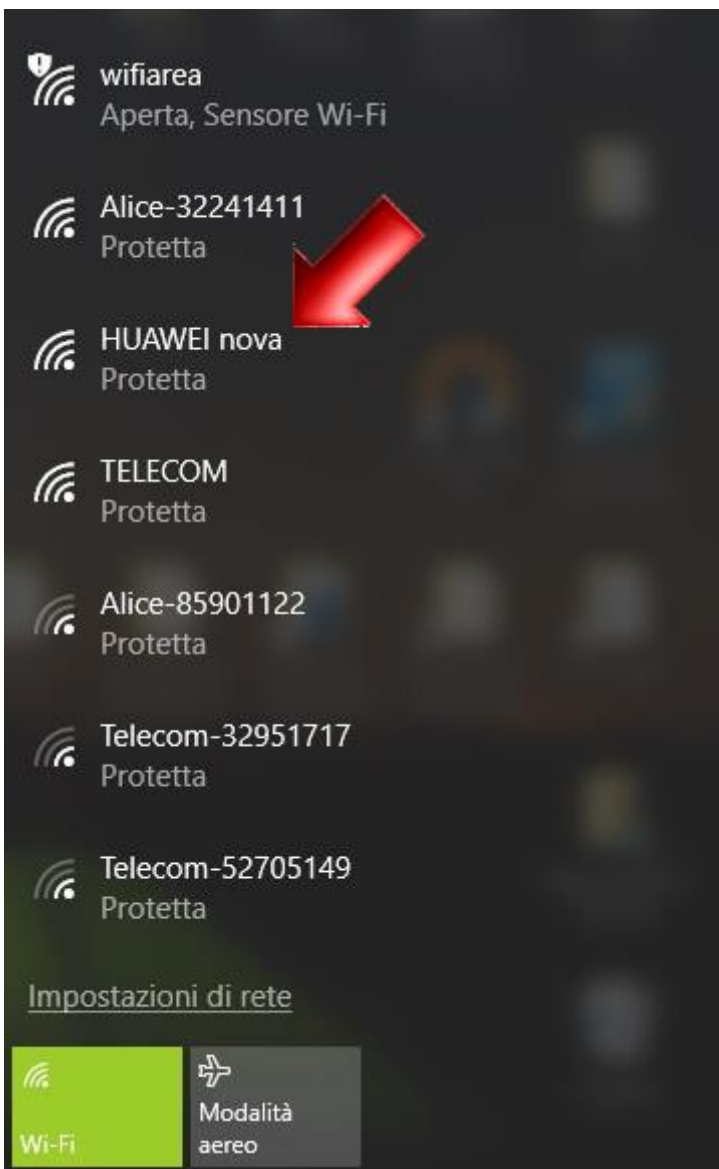 wifiarea
Aperta, Sensore Wi-Fi
Alice-32241411
Protetta
HUAWEI nova
Protetta
TELECOM
Protetta
Alice-85901122
Protetta
Telecom-32951717
Protetta
Telecom-52705149
Protetta
Impostazioni di rete
Wi-Fi
Modalità
aereo